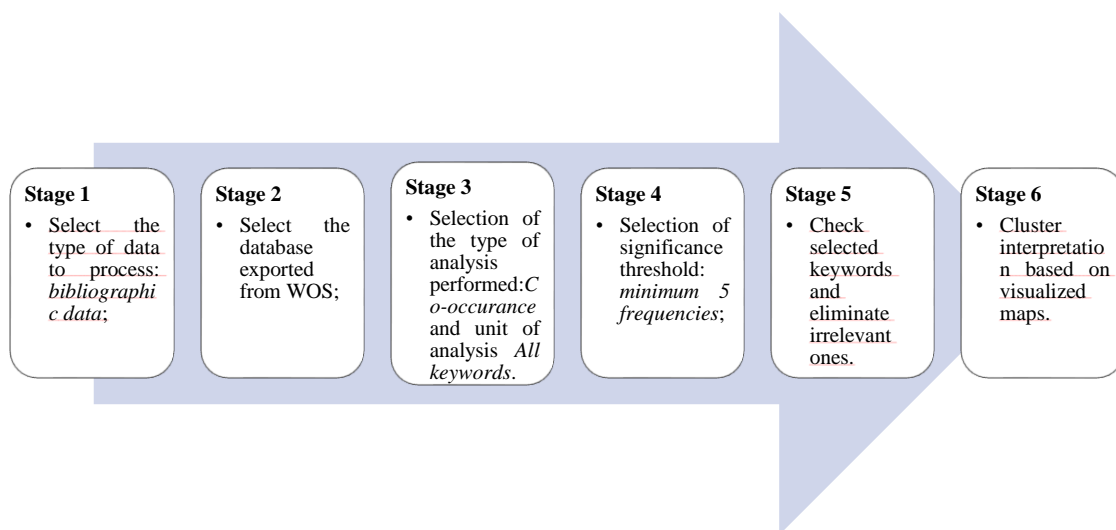 Stage 1
• Select the
type of data
to process:
bibliographi
c data;
Stage 2
• Select the
database
exported
from WOS;
Stage 3
• Selection of
the type of
analysis
performed:C
o-occurance
and unit of
analysis All
keywords.
Stage 4
• Selection of
significance
threshold:
minimum 5
frequencies;
Stage 5
• Check
selected
keywords
and
eliminate
irrelevant
ones.
Stage 6
• Cluster
interpretatio
n based on
visualized
maps.